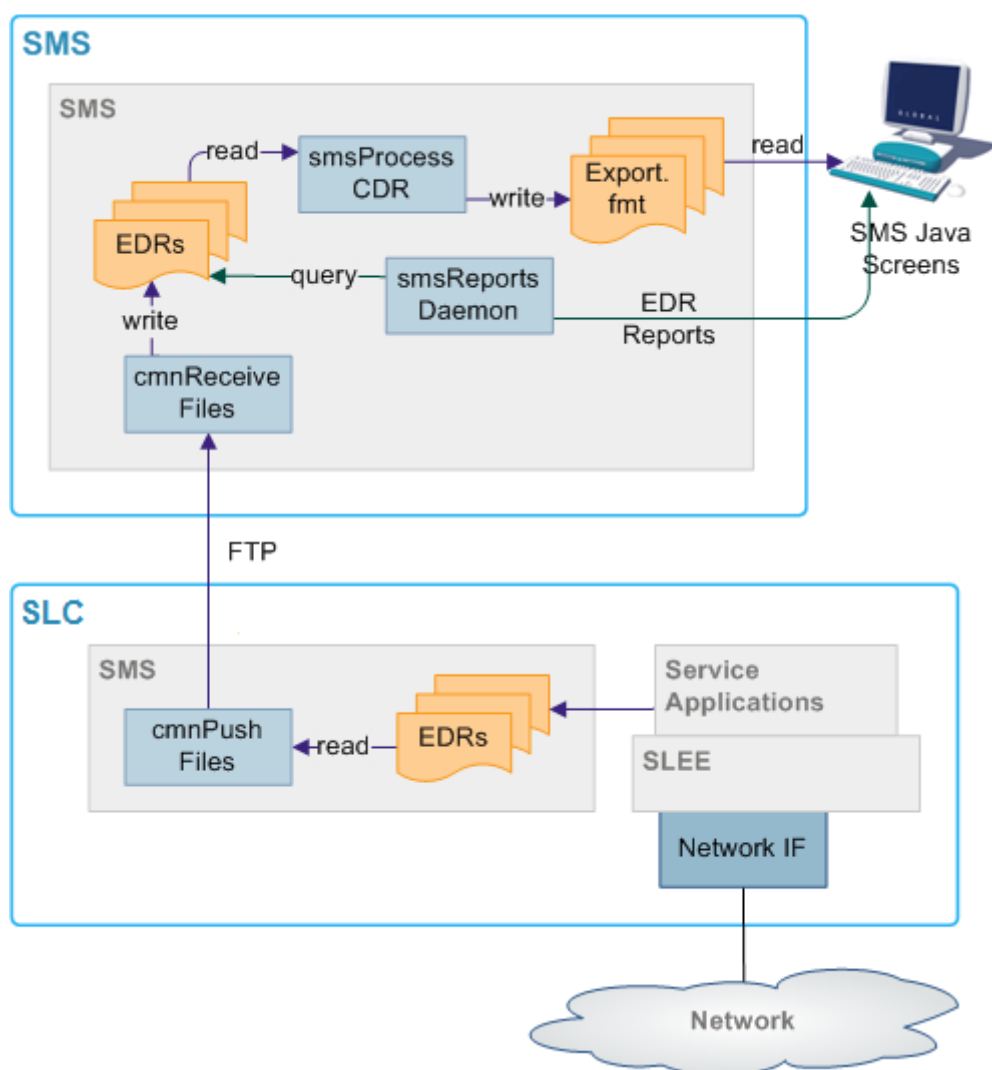 SMS
SMS
read
smsProcess
CDR
write
Export.
fmt
read
GLOBAL
SMS Java
Screens
EDRs
query
smsReports
Daemon
EDR
Reports
write
cmnReceive
Files
FTP
SLC
SMS
cmnPush
Files
read
EDRs
Service
Applications
SLEE
Network IF
Network